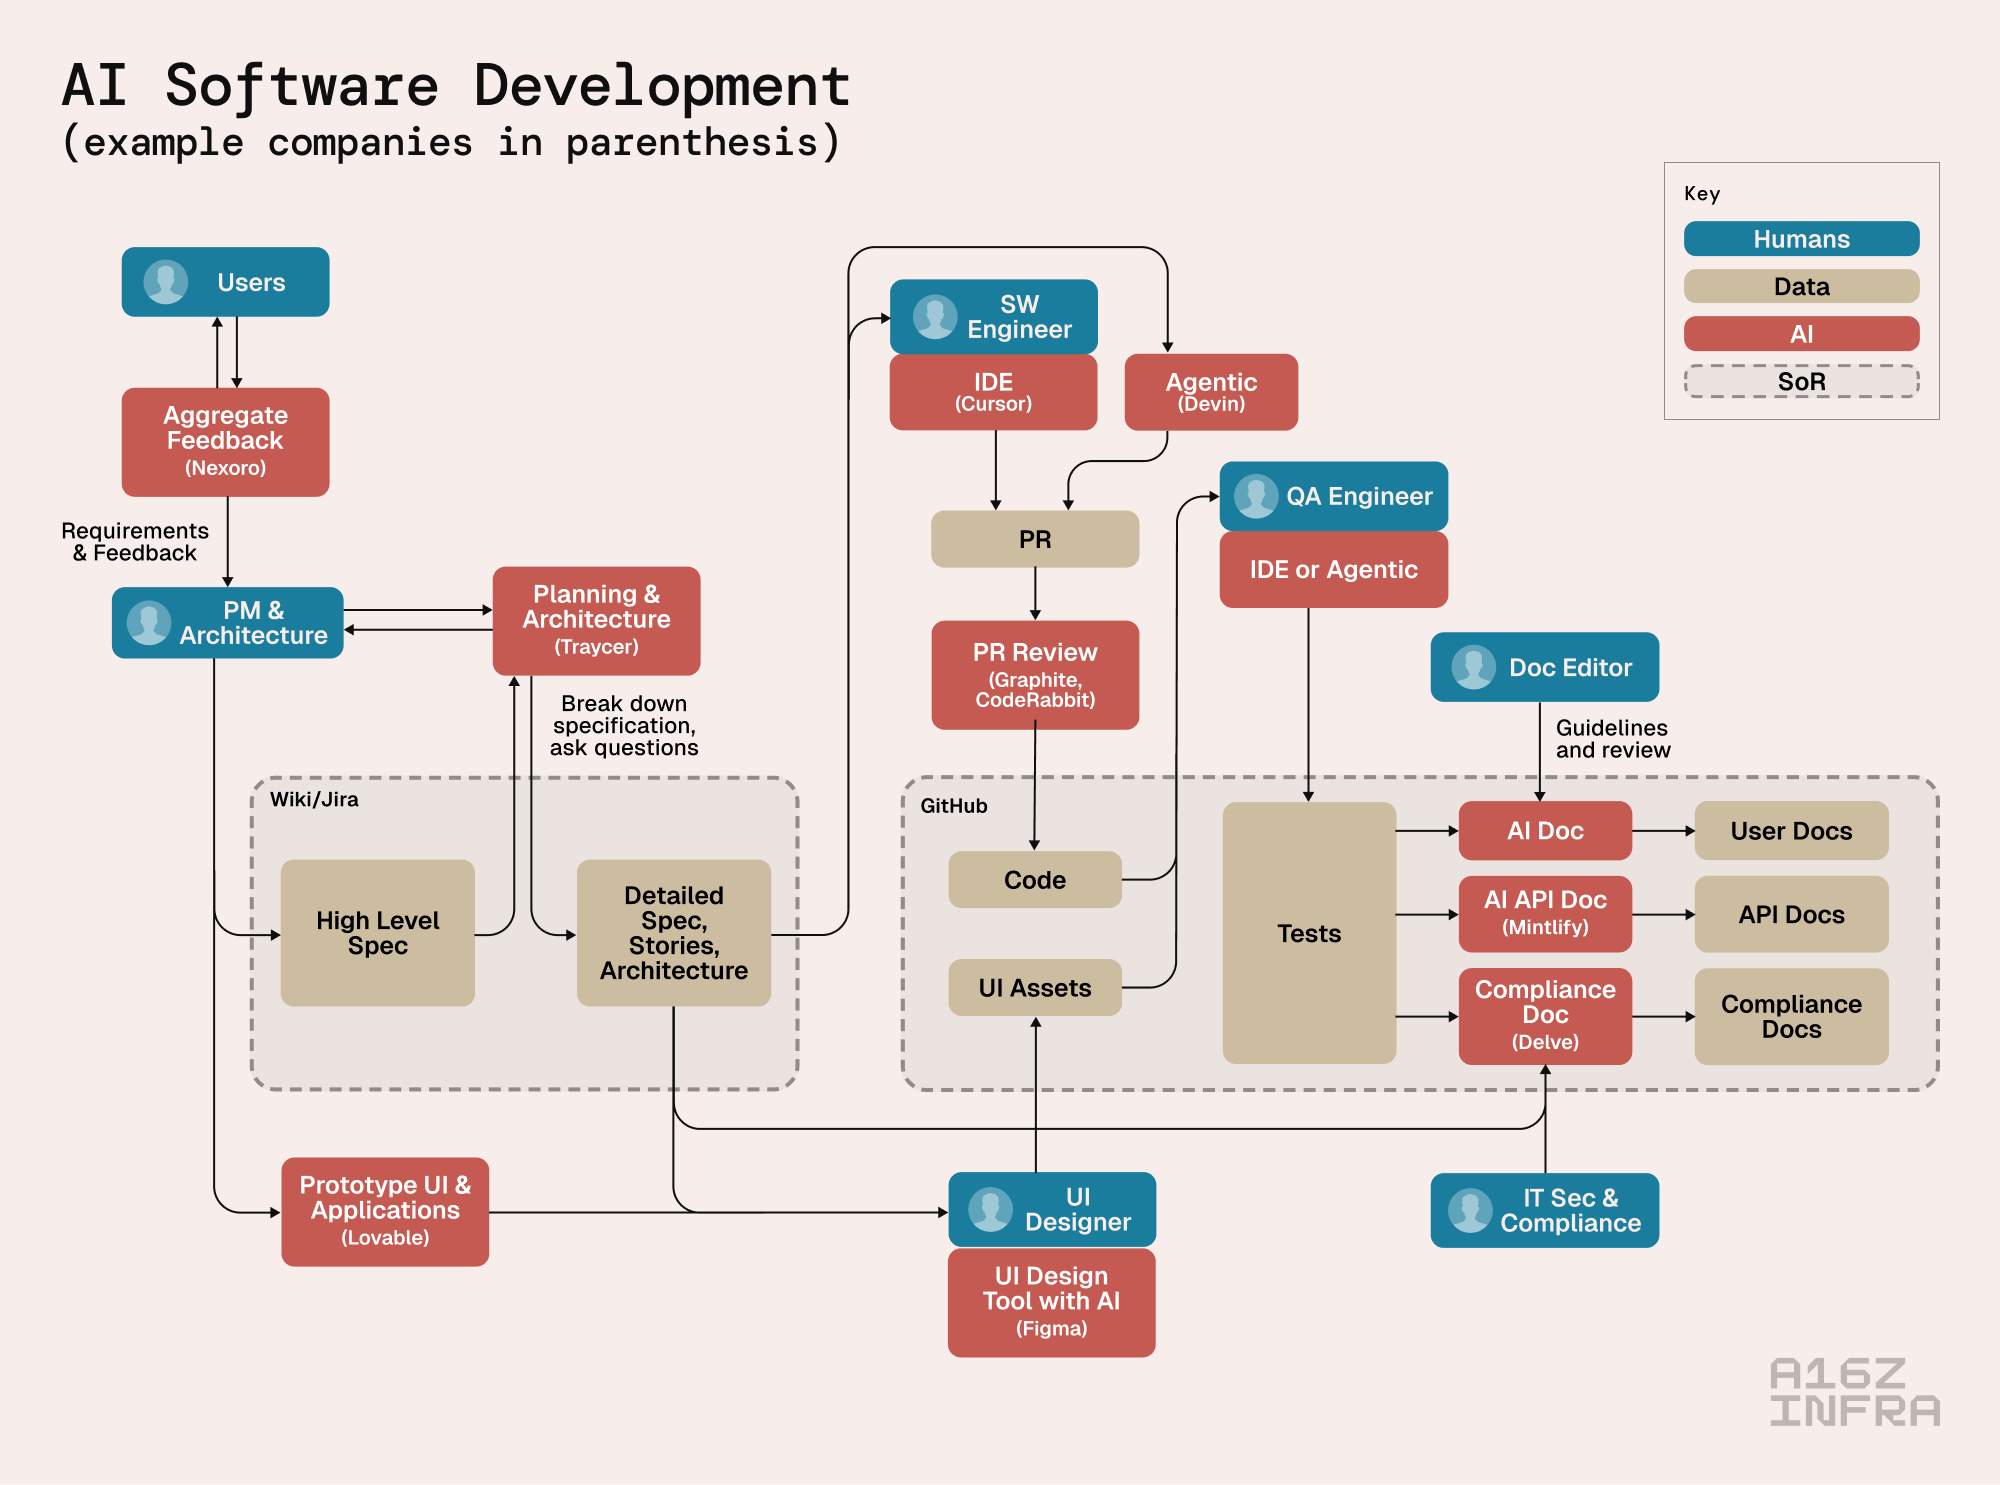 AI Software Development
(example companies in parenthesis)
Key
Humans
Data
AI
SoR
Users
Aggregate
Feedback
(Nexoro)
Requirements
& Feedback
PM &
Architecture
Planning &
Architecture
(Traycer)
Break down
specification,
ask questions
Wiki/Jira
High Level
Spec
Detailed
Spec,
Stories,
Architecture
Prototype UI &
Applications
(Lovable)
SW
Engineer
IDE
(Cursor)
Agentic
(Devin)
PR
PR Review
(Graphite,
CodeRabbit)
QA Engineer
IDE or Agentic
Doc Editor
Guidelines
and review
GitHub
Code
UI Assets
Tests
AI Doc
User Docs
AI API Doc
(Mintlify)
API Docs
Compliance
Doc
(Delve)
Compliance
Docs
UI
Designer
UI Design
Tool with AI
(Figma)
IT Sec &
Compliance
A16Z
INFRA